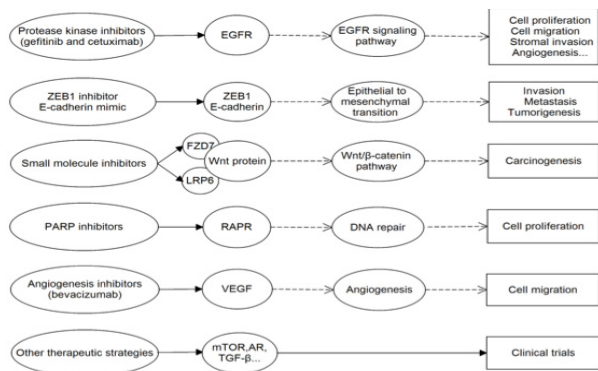 Protease kinase inhibitors
(gefitinib and cetuximab)
EGFR
EGFR signaling
pathway
Cell proliferation
Cell migration
Stromal invasion
Angiogenesis...
ZEB1 inhibitor
E-cadherin mimic
ZEB1
E-cadherin
Epithelial to
mesenchymal
transition
Invasion
Metastasis
Tumorigenesis
Small molecule inhibitors
FZD7
LRP6
Wnt protein
Wnt/β-catenin
pathway
Carcinogenesis
PARP inhibitors
RAPR
DNA repair
Cell proliferation
Angiogenesis inhibitors
(bevacizumab)
VEGF
Angiogenesis
Cell migration
Other therapeutic strategies
mTOR,AR,
TGF-β...
Clinical trials